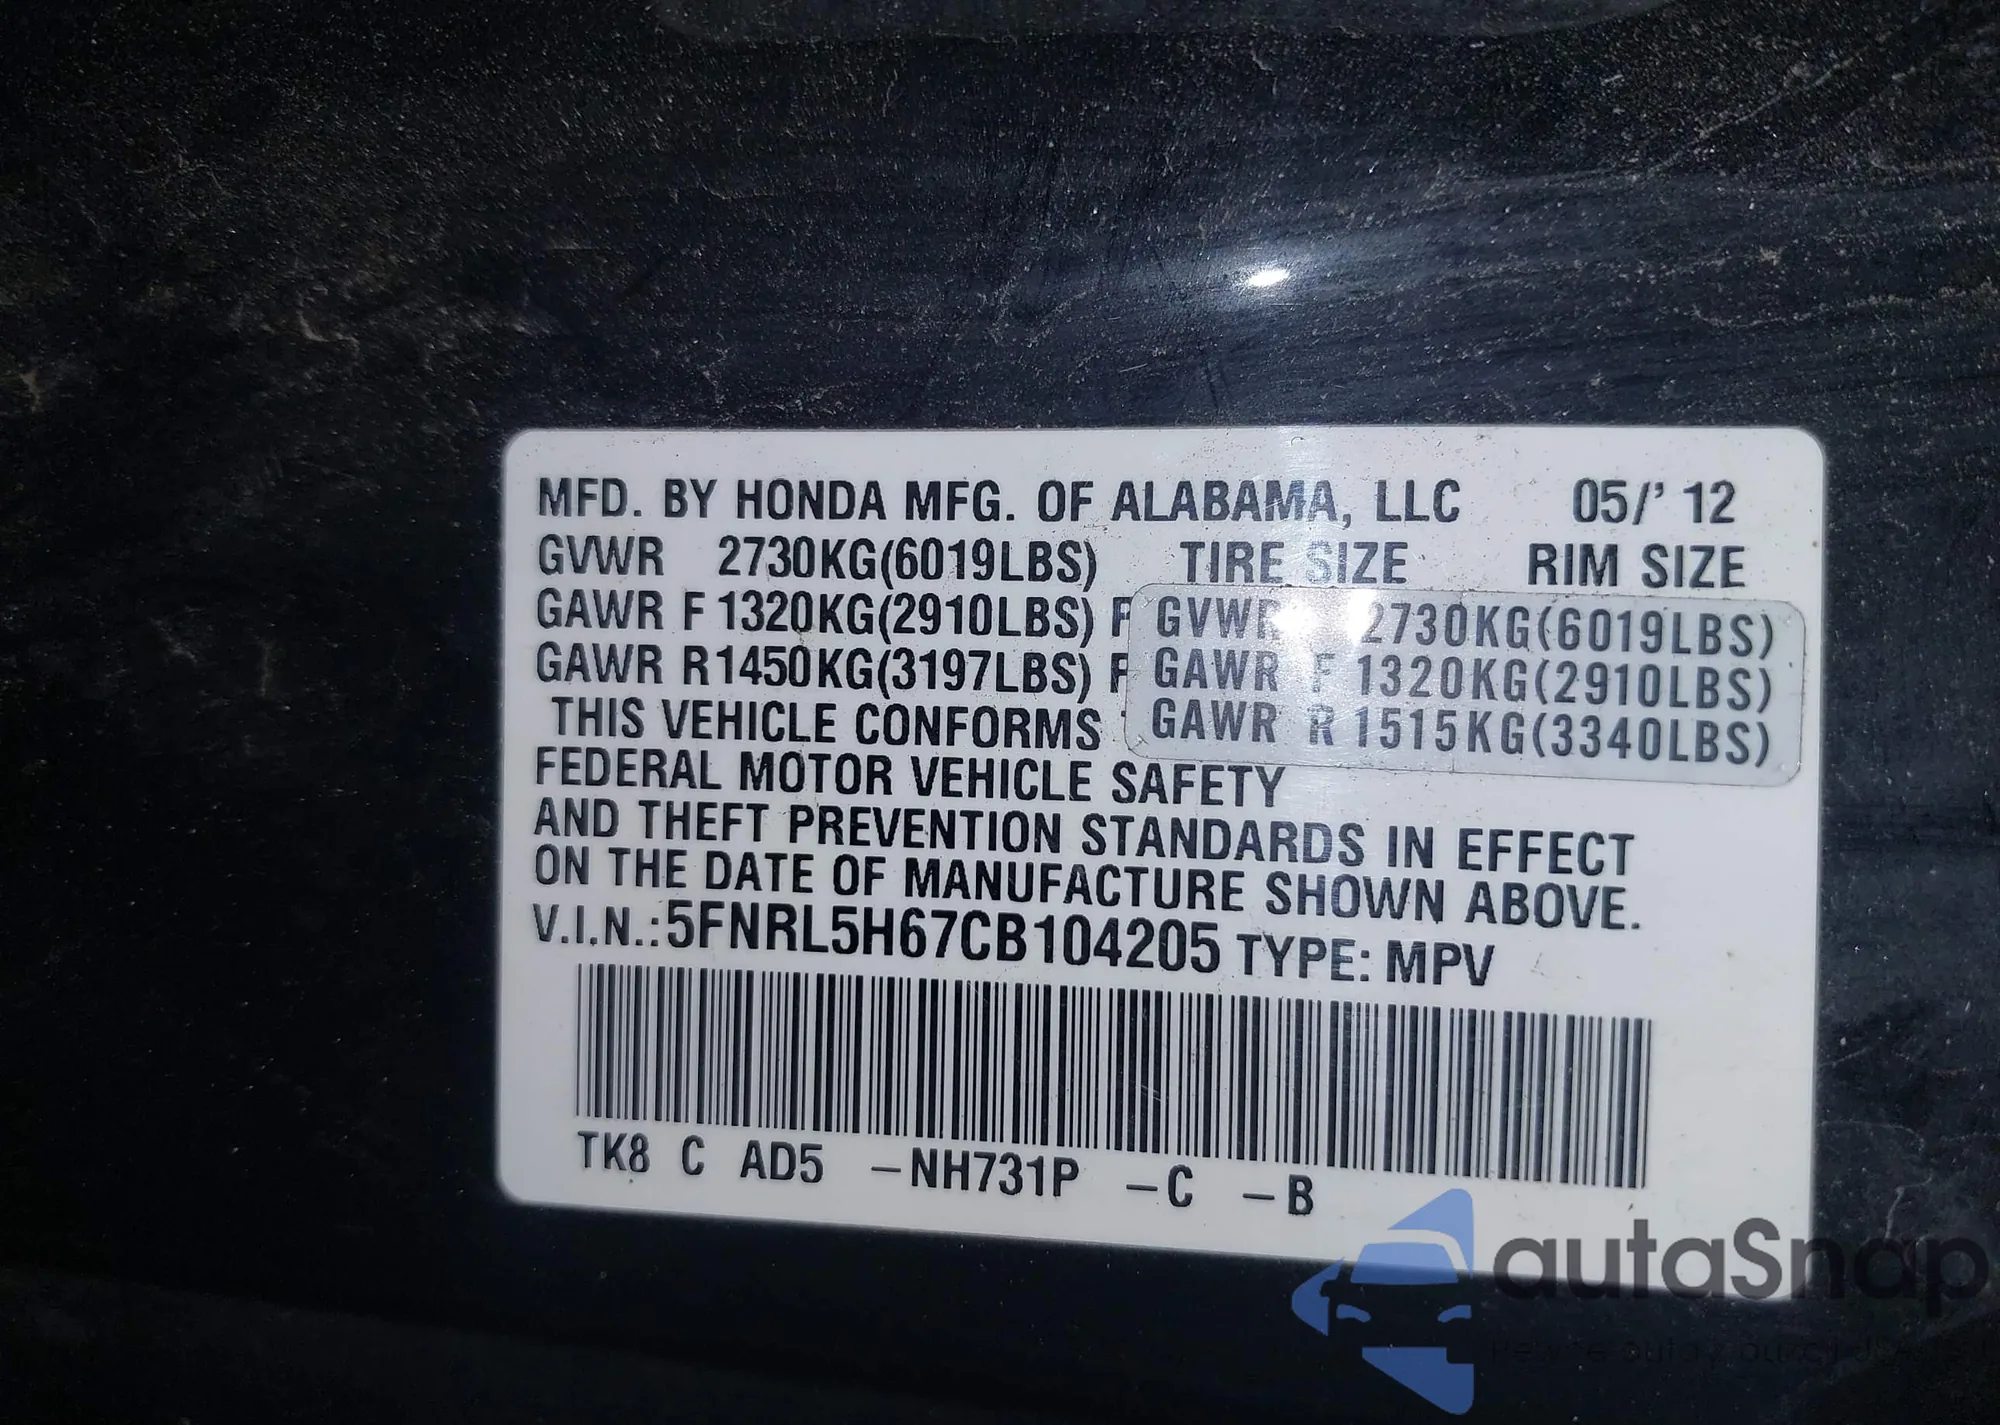 MFD. BY HONDA MFG. OF ALABAMA, LLC 05/' 12
GVWR 2730KG(6019LBS) TIRE SIZE RIM SIZE
GAWR F 1320KG(2910LBS)
GAWR R1450KG(3197LBS)
GVWR 2730KG(6019LBS)
GAWR F 1320KG(2910LBS)
GAWR R 1515KG(3340LBS)
THIS VEHICLE CONFORMS
FEDERAL MOTOR VEHICLE SAFETY
AND THEFT PREVENTION STANDARDS IN EFFECT
ON THE DATE OF MANUFACTURE SHOWN ABOVE.
V.I.N.:5FNRL5H67CB104205 TYPE: MPV
TK8 C AD5 –NH731P –C –B
autaSnap